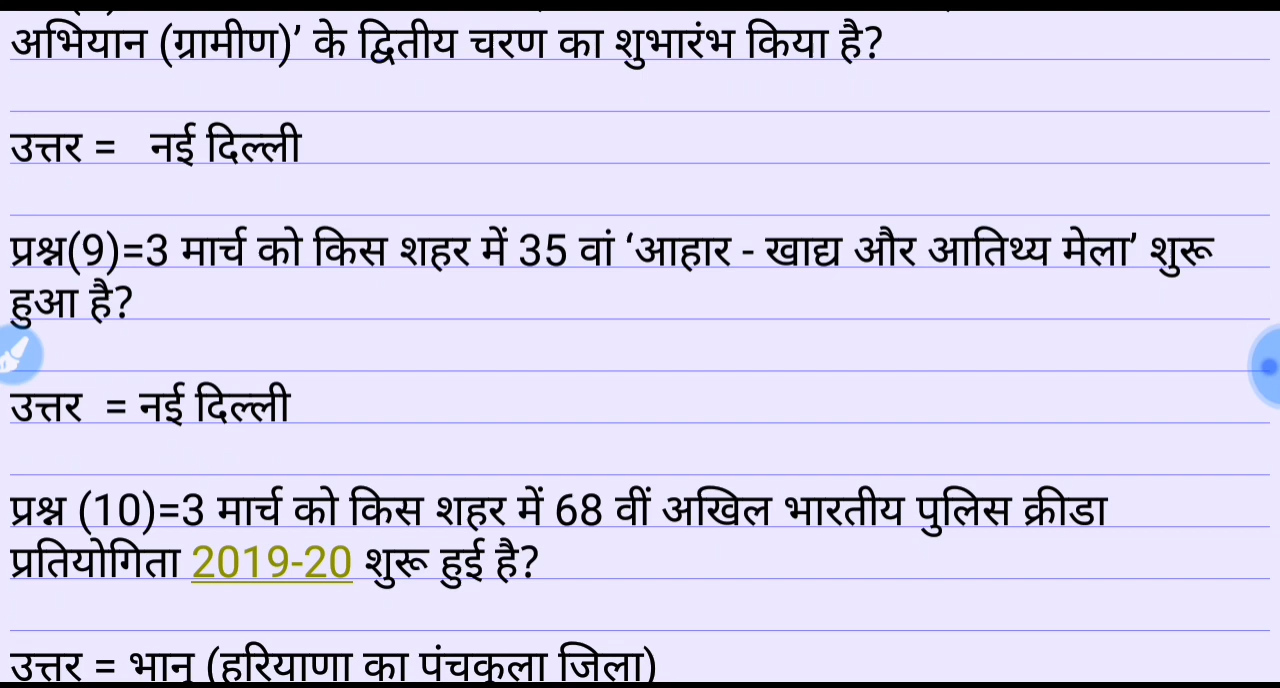 अभियान (ग्रामीण)’ के द्वितीय चरण का शुभारंभ किया है?
उत्तर = नई दिल्ली
प्रश्न(9)=3 मार्च को किस शहर में 35 वां ‘आहार - खाद्य और आतिथ्य मेला’ शुरू
हुआ है?
उत्तर = नई दिल्ली
प्रश्न (10)=3 मार्च को किस शहर में 68 वीं अखिल भारतीय पुलिस क्रीडा
प्रतियोगिता 2019-20 शुरू हुई है?
उत्तर = भानू (हरियाणा का पंचकूला जिला)